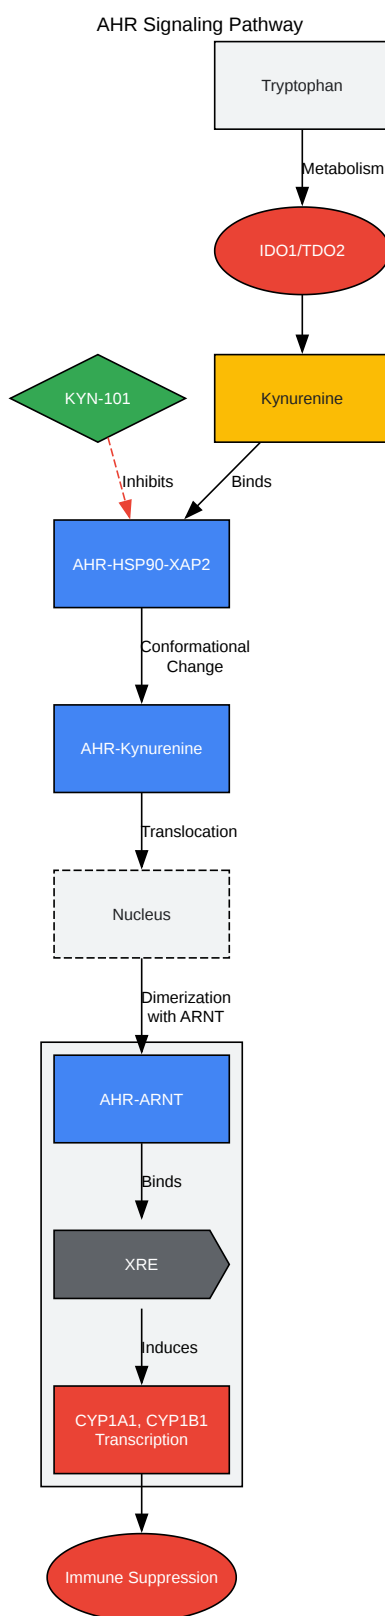 AHR Signaling Pathway
Tryptophan
Metabolism
IDO1/TDO2
KYN-101
Kynurenine
Inhibits
Binds
AHR-HSP90-XAP2
Conformational
Change
AHR-Kynurenine
Translocation
Nucleus
Dimerization
with ARNT
AHR-ARNT
Binds
XRE
Induces
CYP1A1, CYP1B1
Transcription
Immune Suppression